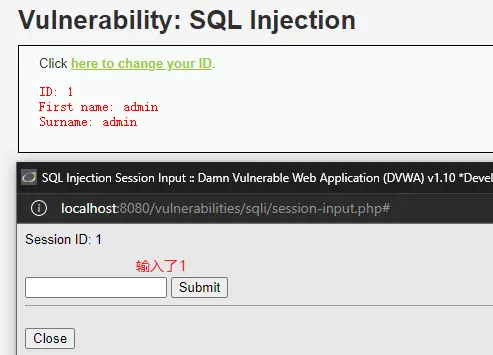 Vulnerability: SQL Injection
Click here to change your ID.
ID: 1
First name: admin
Surname: admin
SQL Injection Session Input :: Damn Vulnerable Web Application (DVWA) v1.10 *Devel
localhost:8080/vulnerabilities/sqli/session-input.php#
Session ID: 1
输入了1
Submit
Close